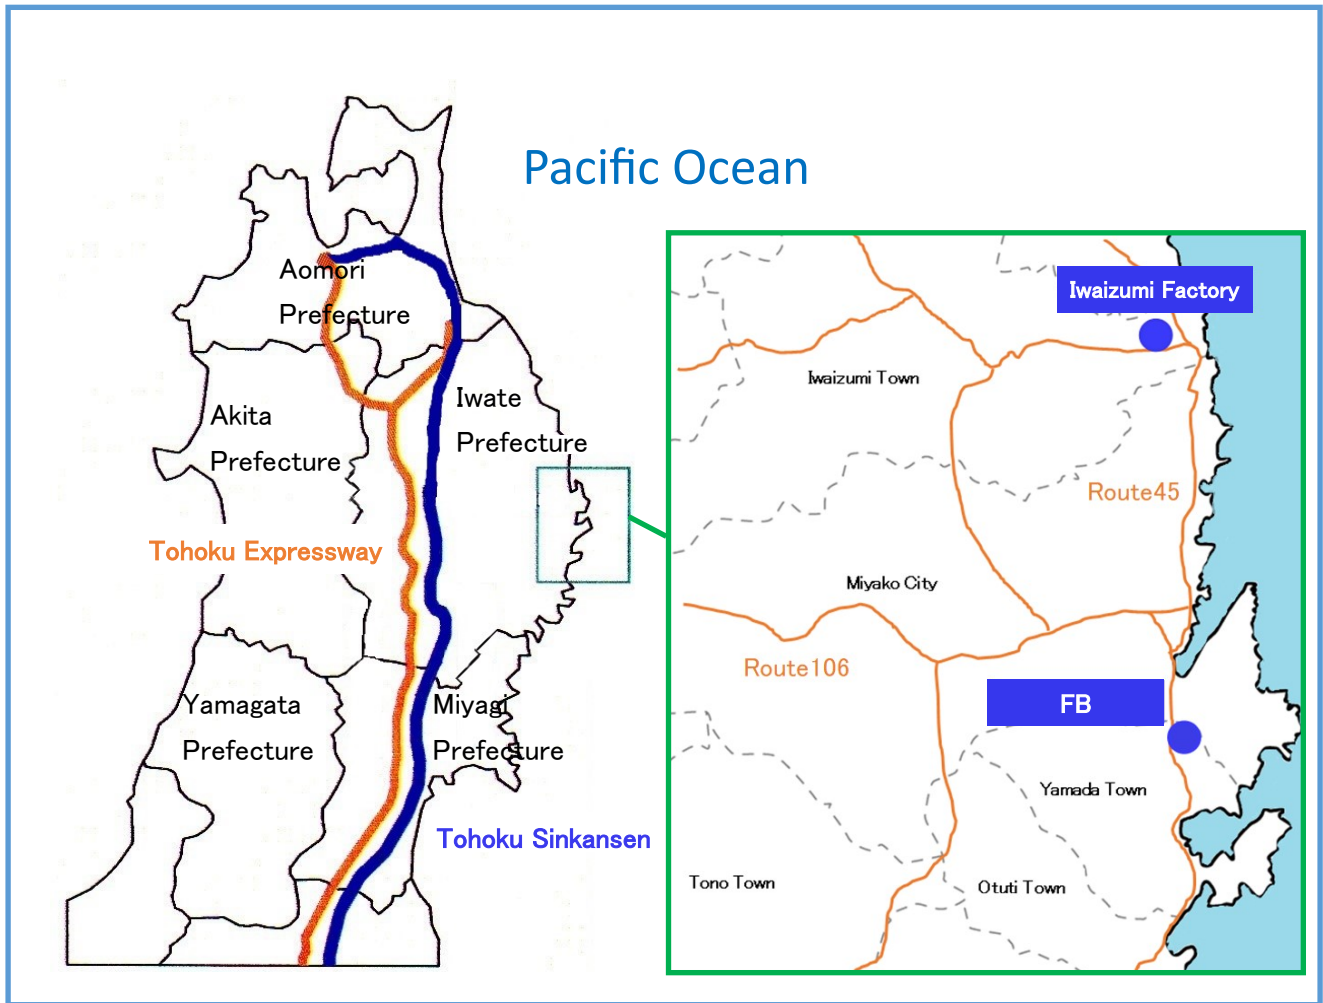 Pacific Ocean
Aomori
Prefecture
Akita
Prefecture
Iwate
Prefecture
Tohoku Expressway
Yamagata
Prefecture
Miyagi
Prefecture
Tohoku Sinkansen
Iwaizumi Factory
Iwaizumi Town
Route45
Miyako City
Route106
FB
Yamada Town
Tono Town
Otuti Town